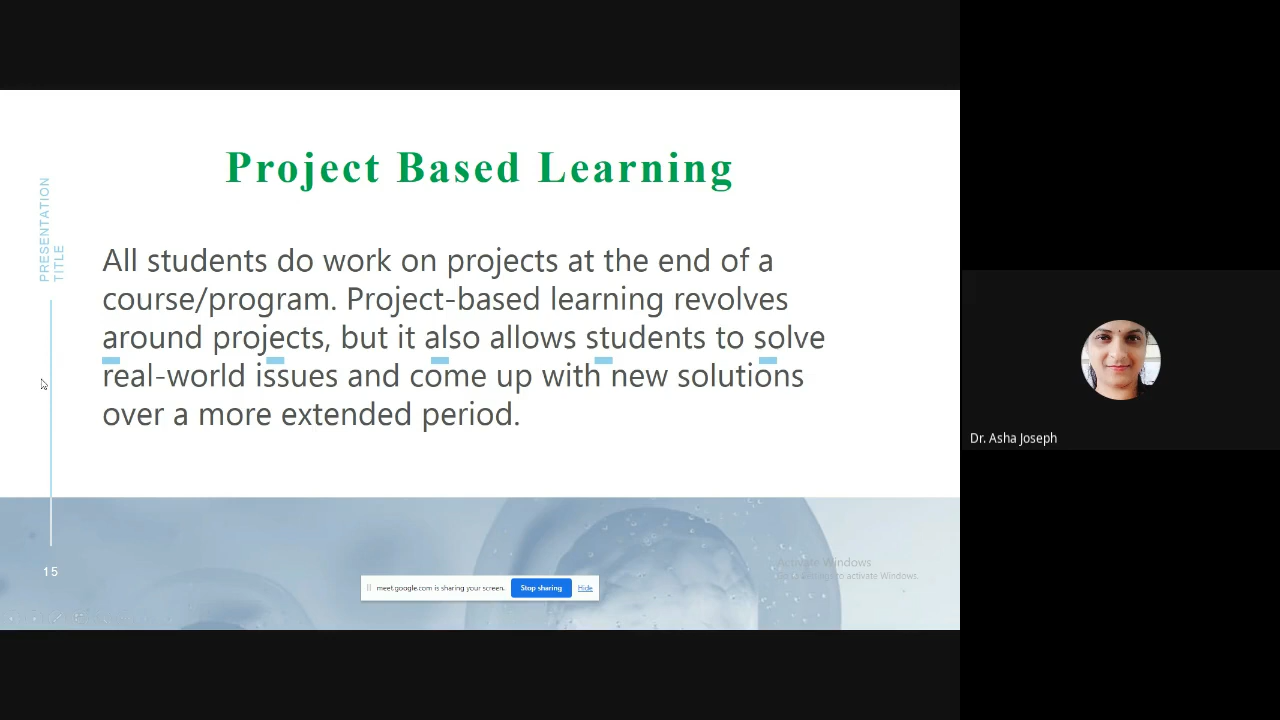 Project Based Learning
PRESENTATION
TITLE
All students do work on projects at the end of a
course/program. Project-based learning revolves
around projects, but it also allows students to solve
real-world issues and come up with new solutions
over a more extended period.
Dr. Asha Joseph
15
Activate Windows
to activate Windows.
meet.google.com is sharing your screen.
Stop sharing
Hide